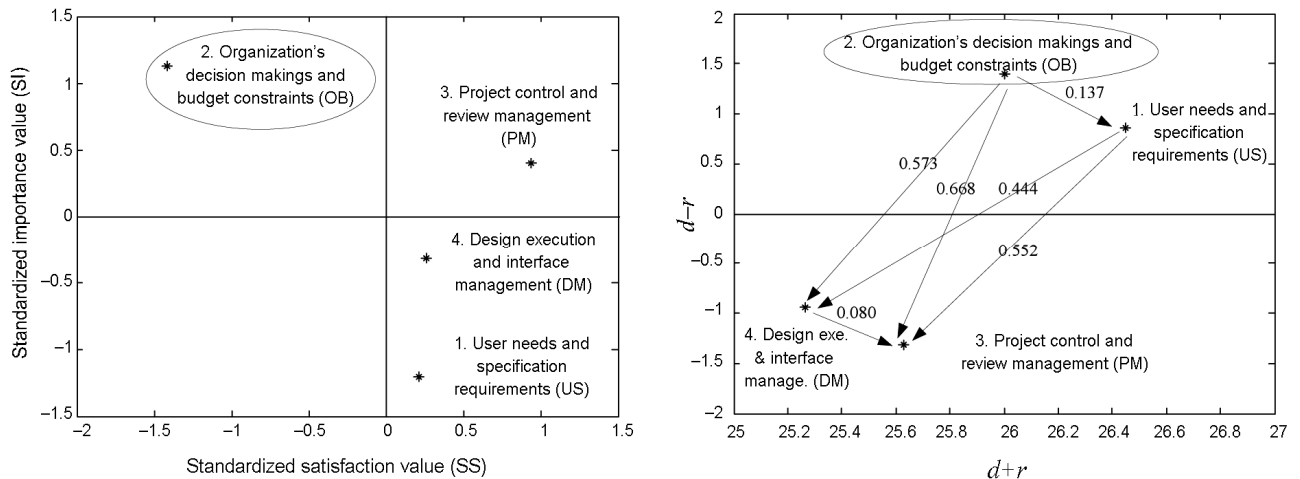 1.5
1
0.5
0
−0.5
−1
−1.5
−2
−1.5
−1
−0.5
0
0.5
1
1.5
Standardized importance value (SI)
Standardized satisfaction value (SS)
2. Organization's
decision makings and
budget constraints (OB)
3. Project control and
review management
(PM)
4. Design execution
and interface
management (DM)
1. User needs and
specification
requirements (US)
2
1.5
1
0.5
0
−0.5
−1
−1.5
−2
25
25.2
25.4
25.6
25.8
26
26.2
26.4
26.6
26.8
27
d−r
d+r
2. Organization's decision makings and
budget constraints (OB)
0.137
1. User needs and
specification
requirements (US)
0.573
0.668
0.444
0.552
0.080
4. Design exe.
& interface
manage. (DM)
3. Project control and
review management (PM)